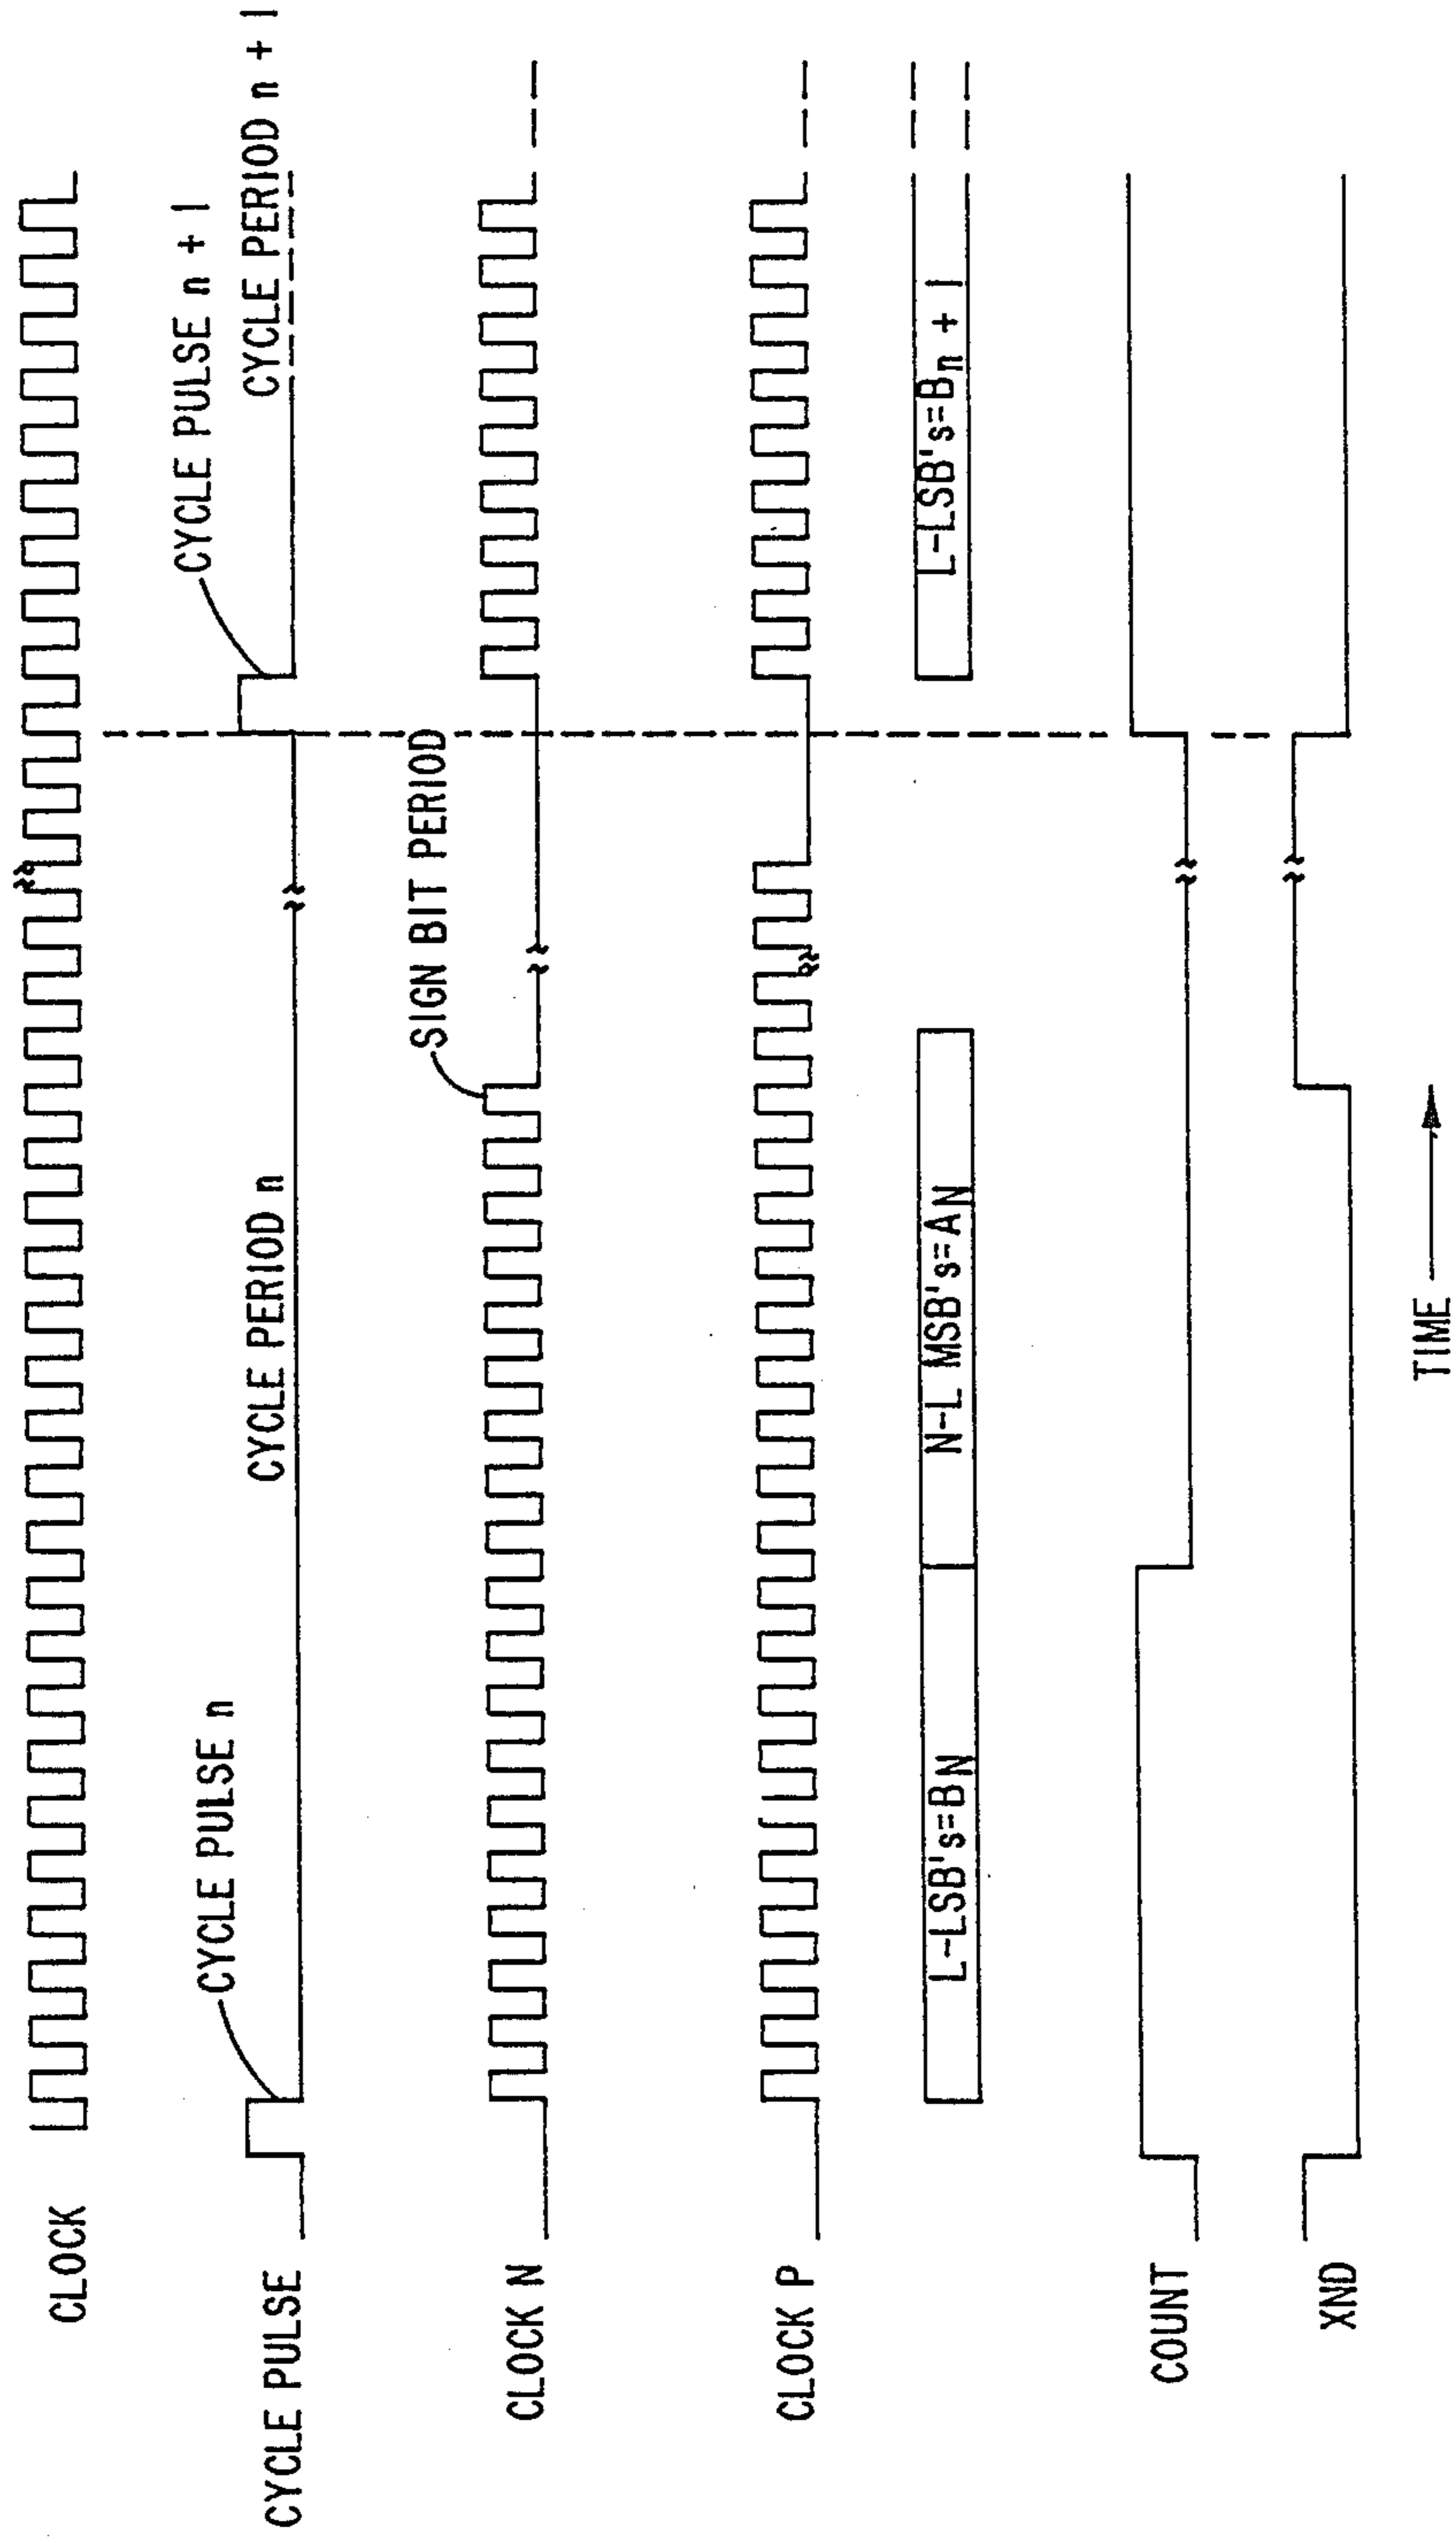 CLOCK
CYCLE PULSE
CYCLE PULSE n
CYCLE PERIOD n
CYCLE PULSE n + 1
CYCLE PERIOD n + 1
CLOCK N
SIGN BIT PERIOD
CLOCK P
L-LSB's=BN
N-L MSB's=AN
L-LSB's=Bn + 1
COUNT
XND
TIME